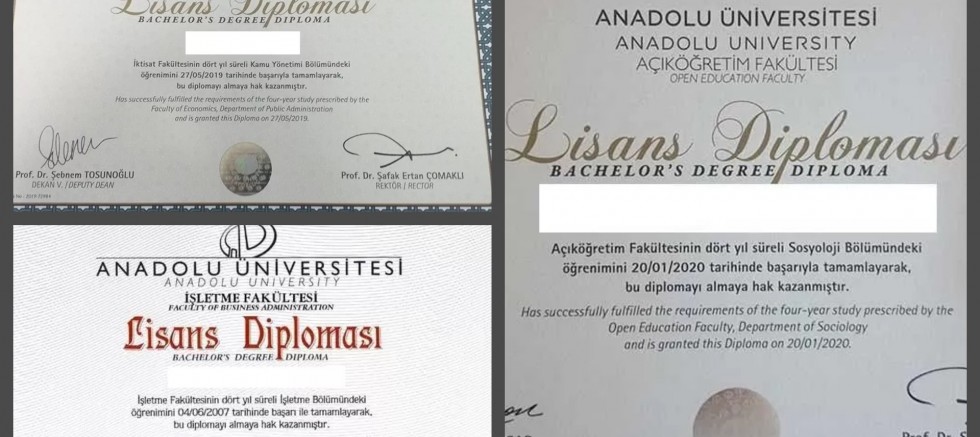 Lisans Diploması
BACHELOR'S DEGREE DIPLOMA
İktisat Fakültesinin dört yıl süreli Kamu Yönetimi Bölümündeki
öğrenimini 27/05/2019 tarihinde başarıyla tamamlayarak,
bu diplomayı almaya hak kazanmıştır.
Has successfully fulfilled the requirements of the four-year study prescribed by the
Faculty of Economics, Department of Public Administration
and is granted this Diploma on 27/05/2019.
Prof. Dr. Şebnem TOSUNOĞLU
DEKAN V. / DEPUTY DEAN
Prof. Dr. Şafak Ertan ÇOMAKLI
REKTÖR / RECTOR
ANADOLU ÜNİVERSİTESİ
ANADOLU UNIVERSITY
İŞLETME FAKÜLTESİ
FACULTY OF BUSINESS ADMINISTRATION
Lisans Diploması
BACHELOR'S DEGREE DIPLOMA
İşletme Fakültesinin dört yıl süreli İşletme Bölümündeki
öğrenimini 04/06/2007 tarihinde başarı ile tamamlayarak,
bu diplomayı almaya hak kazanmıştır.
ANADOLU ÜNİVERSİTESİ
ANADOLU UNIVERSITY
AÇIKÖĞRETİM FAKÜLTESİ
OPEN EDUCATION FACULTY
Lisans Diploması
BACHELOR'S DEGREE DIPLOMA
Açıköğretim Fakültesinin dört yıl süreli Sosyoloji Bölümündeki
öğrenimini 20/01/2020 tarihinde başarıyla tamamlayarak,
bu diplomayı almaya hak kazanmıştır.
Has successfully fulfilled the requirements of the four-year study prescribed by the
Open Education Faculty, Department of Sociology
and is granted this Diploma on 20/01/2020.